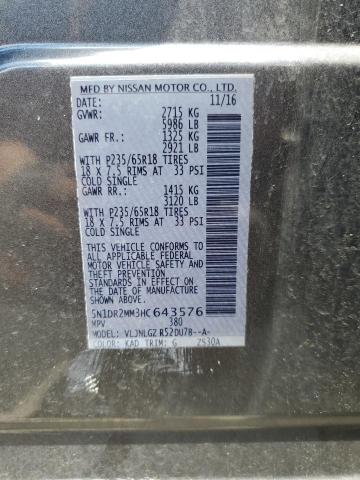 MFD BY NISSAN MOTOR CO., LTD.
DATE: 11/16
GVWR: 2715 KG
5986 LB
GAWR FR.: 1325 KG
2921 LB
WITH P235/65R18 TIRES
18 X 7.5 RIMS AT 33 PSI
COLD SINGLE
GAWR RR.: 1415 KG
3120 LB
WITH P235/65R18 TIRES
18 X 7.5 RIMS AT 33 PSI
COLD SINGLE
THIS VEHICLE CONFORMS TO
ALL APPLICABLE FEDERAL
MOTOR VEHICLE SAFETY AND
THEFT PREVENTION
STANDARDS IN EFFECT ON
THE DATE OF MANUFACTURE
SHOWN ABOVE.
5N1DR2MM3HC643576
MPV 380
MODEL: VLJNLGZ R52DU78--A-
COLOR: KAD TRIM: G ZS30A